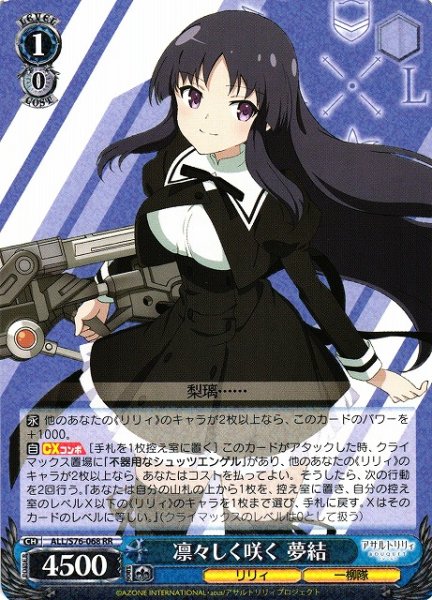 LEVEL
1
0
COST
L
梨璃……
永 他のあなたの《リリィ》のキャラが2枚以上なら、このカードのパワーを
+1000。
自 CXコンボ [手札を1枚控え室に置く] このカードがアタックした時、クライ
マックス置場に「不器用なシュッツエンゲル」があり、他のあなたの《リリィ》の
キャラが2枚以上なら、あなたはコストを払ってよい。そうしたら、次の行動
を2回行う。『あなたは自分の山札の上から1枚を、控え室に置き、自分の控え
室のレベルX以下の《リリィ》のキャラを1枚まで選び、手札に戻す。Xはそ
のカードのレベルに等しい。』(クライマックスのレベルは0として扱う)
CH ALL/S76-068 RR
アサルトリリィ
BOUQUET
POWER
4500
凛々しく咲く 夢結
リリィ
一柳隊
©AZONE INTERNATIONAL・acus/アサルトリリィプロジェクト